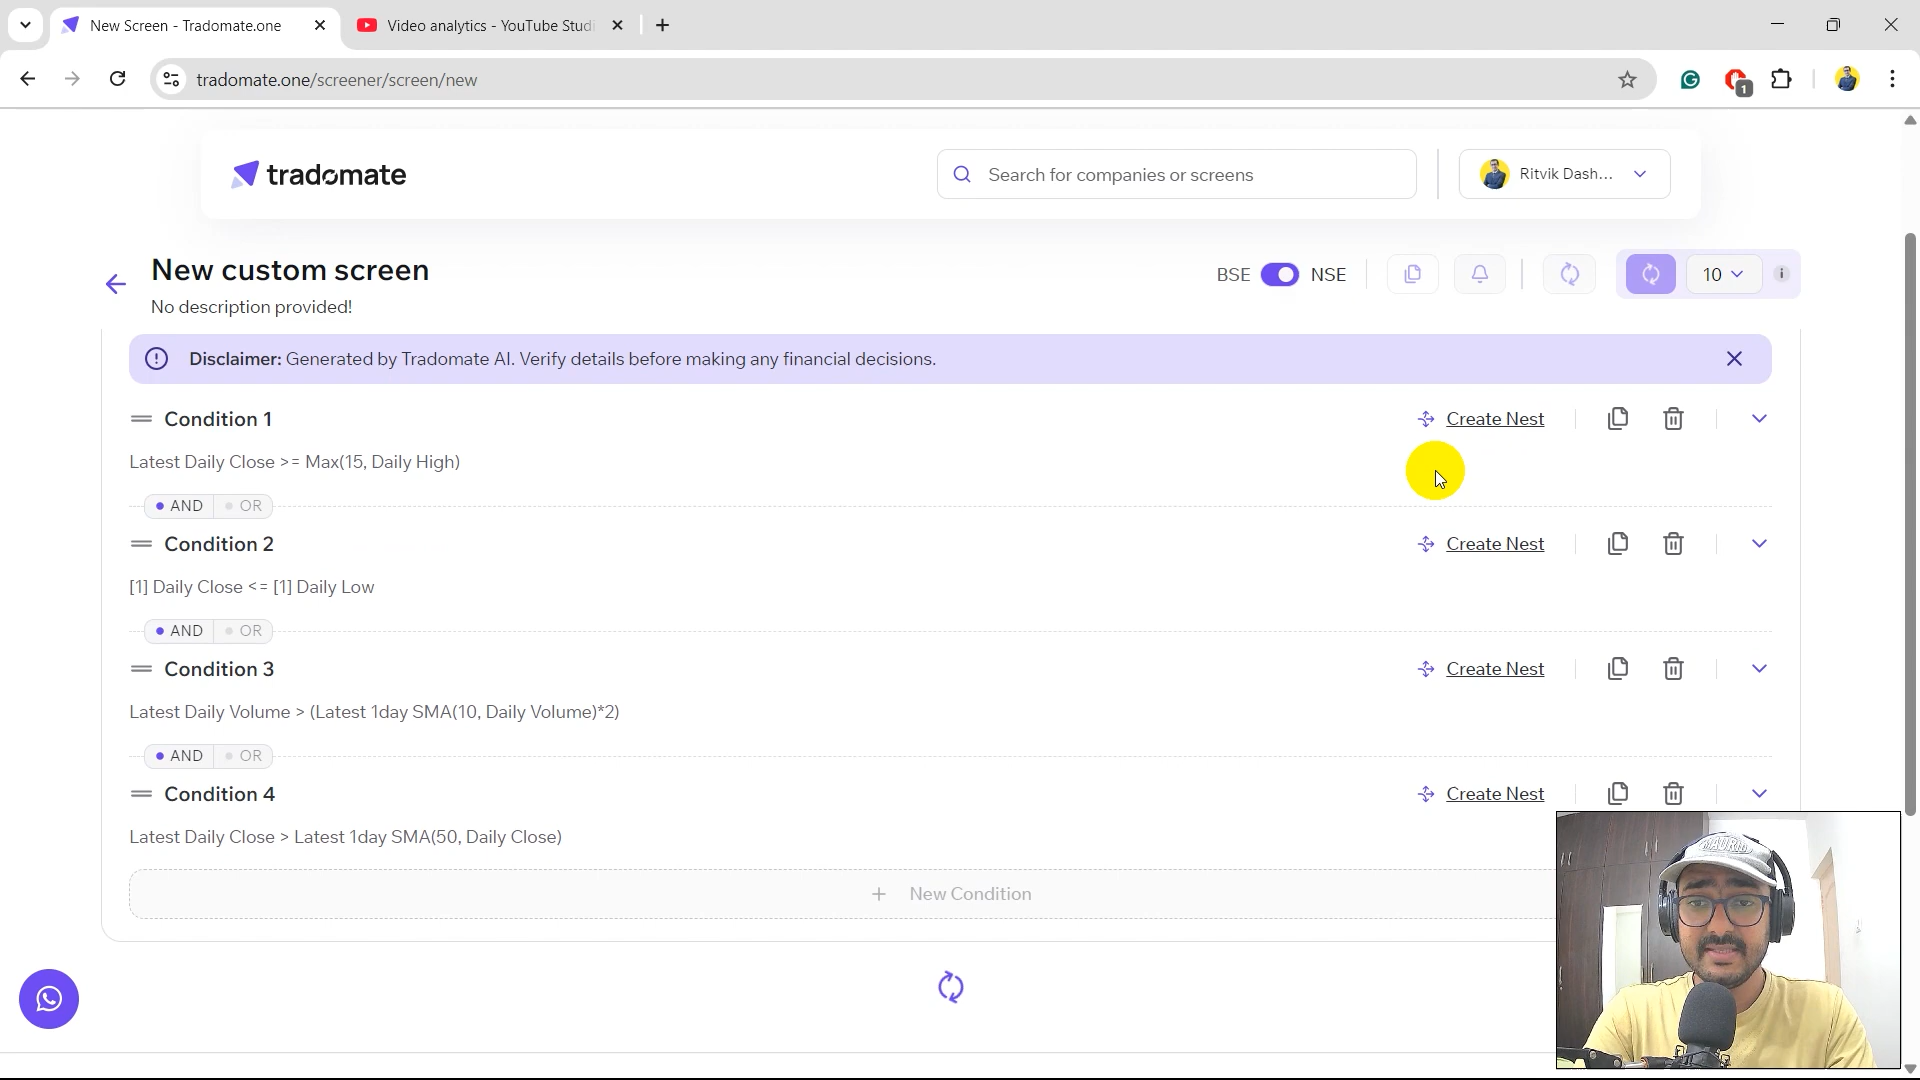 New Screen - Tradomate.one
Video analytics - YouTube Studi
tradomate.one/screener/screen/new
1
tradomate
Search for companies or screens
Ritvik Dash...
New custom screen
No description provided!
BSE
NSE
10
i
Disclaimer: Generated by Tradomate AI. Verify details before making any financial decisions.
Condition 1
Create Nest
Latest Daily Close >= Max(15, Daily High)
AND
OR
Condition 2
Create Nest
[1] Daily Close <= [1] Daily Low
AND
OR
Condition 3
Create Nest
Latest Daily Volume > (Latest 1day SMA(10, Daily Volume)*2)
AND
OR
Condition 4
Create Nest
Latest Daily Close > Latest 1day SMA(50, Daily Close)
+ New Condition